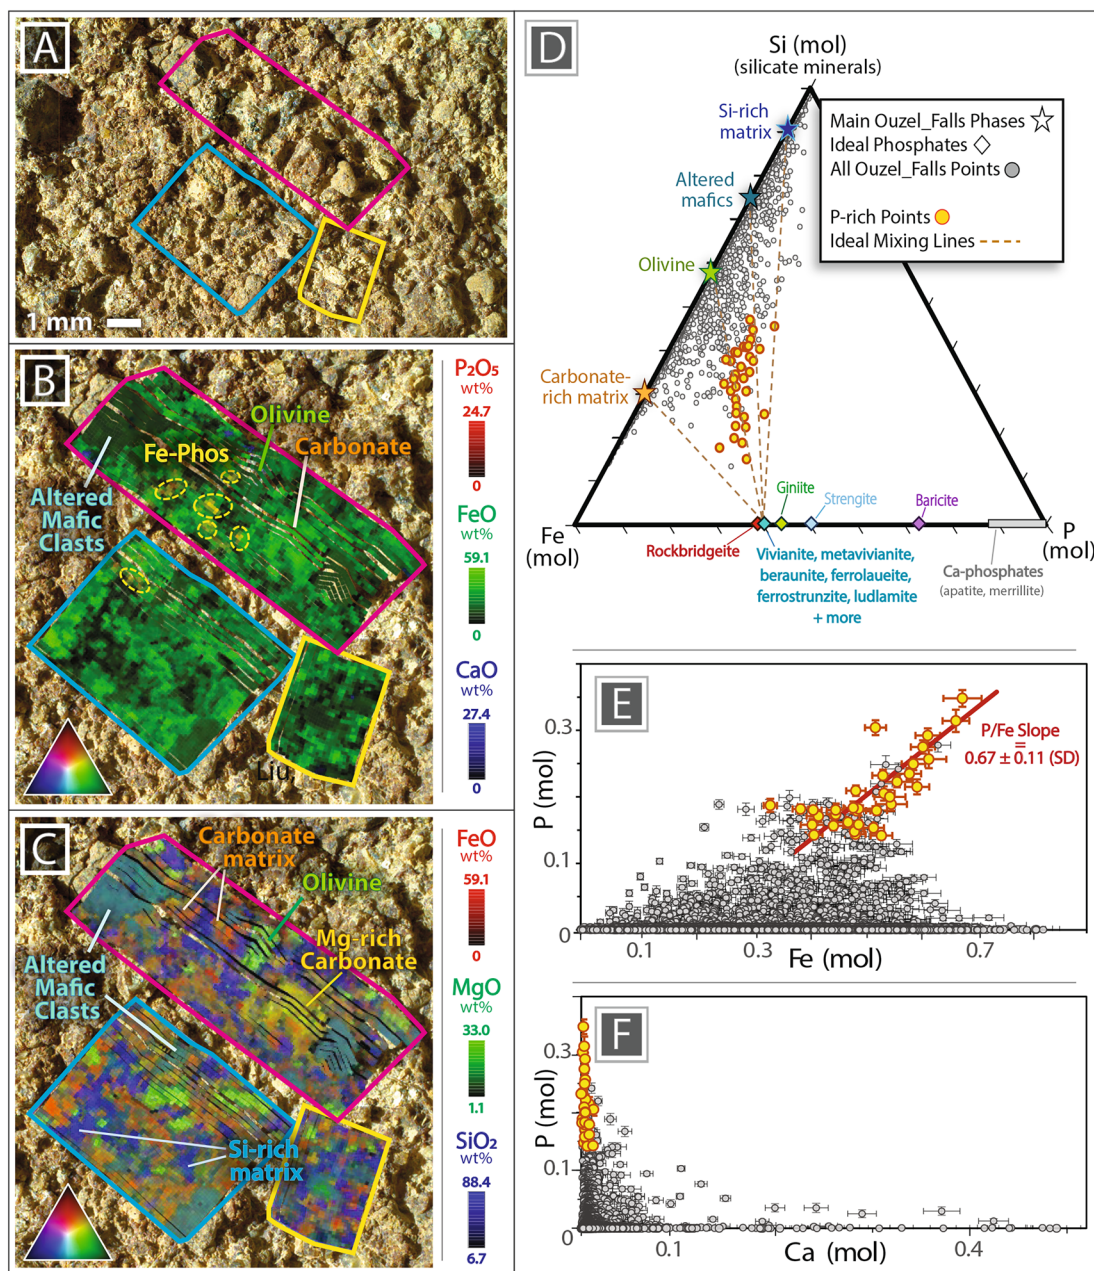 A
1 mm
B
Olivine
Carbonate
Fe-Phos
Altered
Mafic
Clasts
Liu.
P₂O₅
wt%
24.7
0
FeO
wt%
59.1
0
CaO
wt%
27.4
0
C
Carbonate
matrix
Olivine
Mg-rich
Carbonate
Altered
Mafic
Clasts
Si-rich
matrix
FeO
wt%
59.1
0
MgO
wt%
33.0
1.1
SiO₂
wt%
88.4
6.7
D
Si (mol)
(silicate minerals)
Si-rich
matrix
Altered
mafics
Olivine
Carbonate-
rich matrix
Main Ouzel_Falls Phases
Ideal Phosphates
All Ouzel_Falls Points
P-rich Points
Ideal Mixing Lines
Giniite
Strengite
Baricite
Fe
(mol)
P
(mol)
Rockbridgeite
Vivianite, metavivianite,
beraunite, ferrolaueite,
ferrostrunzite, ludlamite
+ more
Ca-phosphates
(apatite, merrillite)
E
P/Fe Slope
=
0.67 ± 0.11 (SD)
P (mol)
0.3
0.1
0
0.1
0.3
0.7
Fe (mol)
F
P (mol)
0.3
0.1
0
0.1
0.4
Ca (mol)